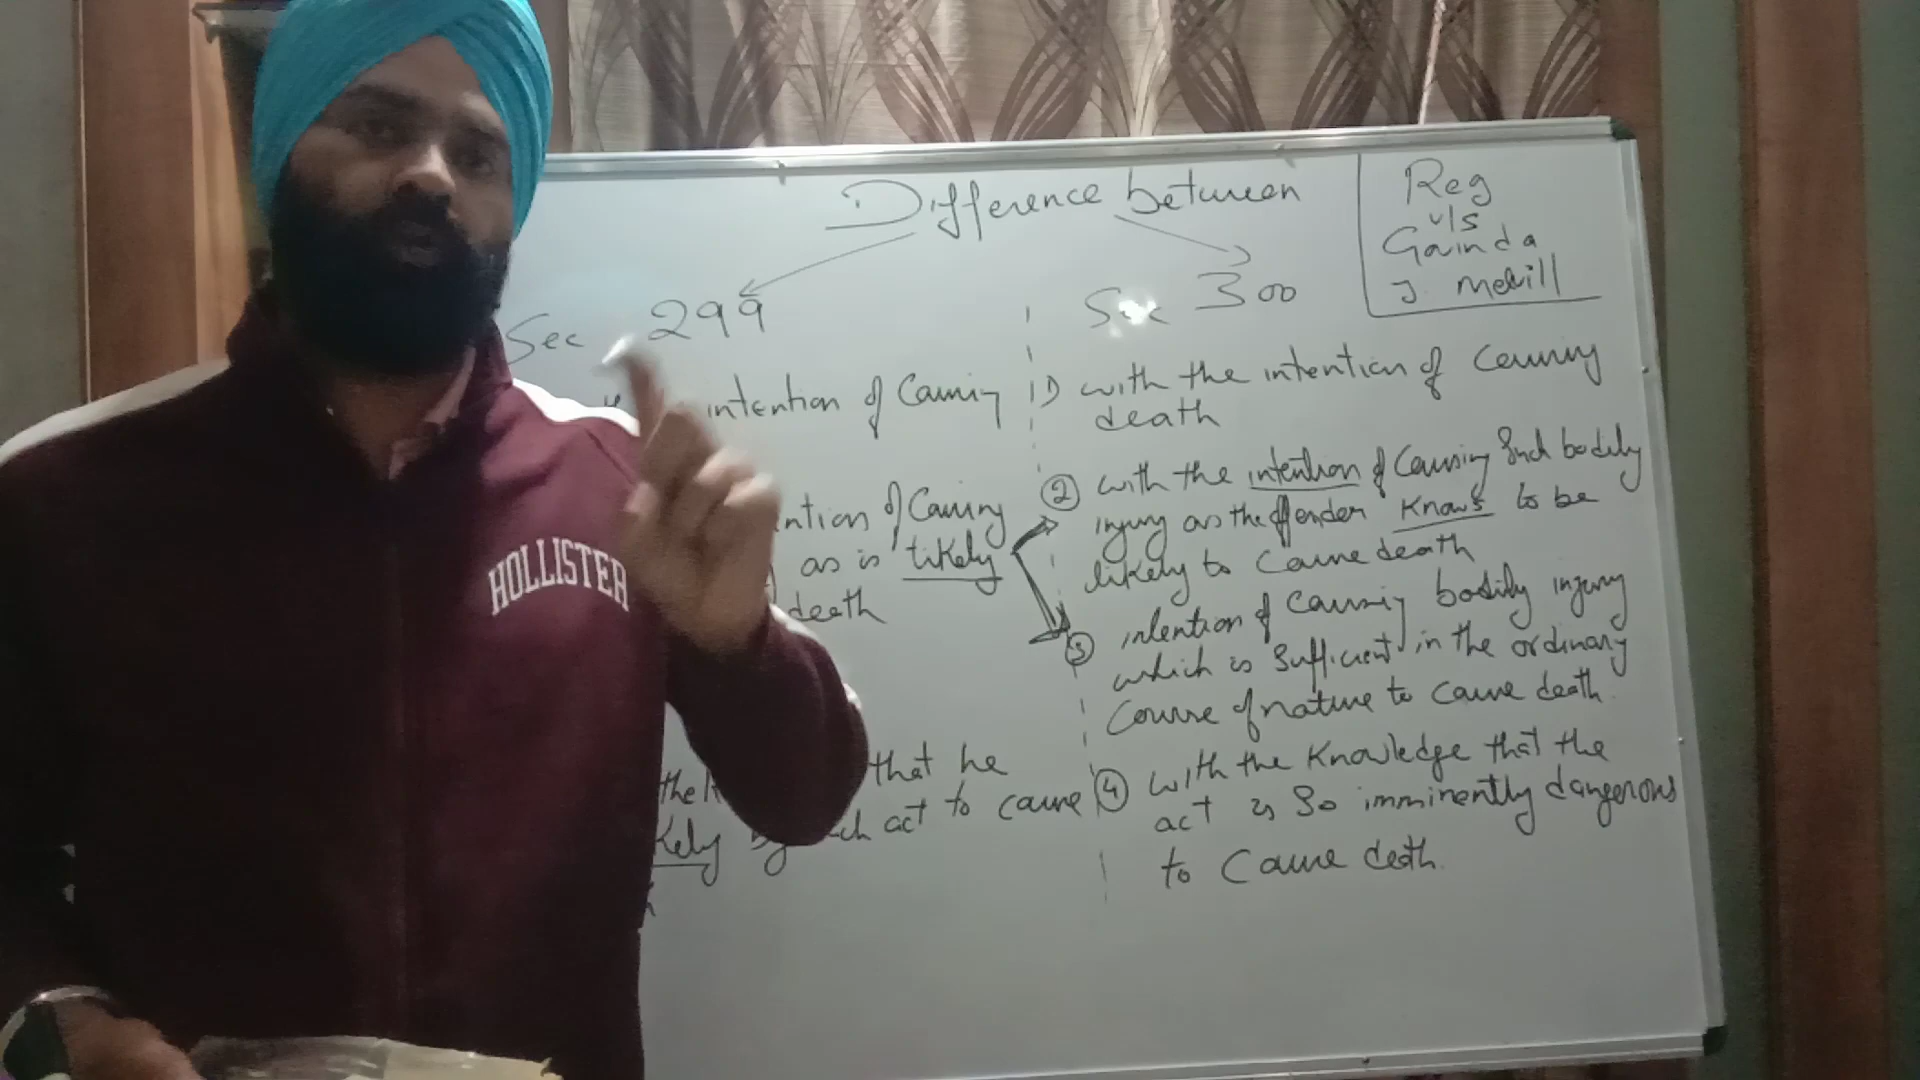 Difference between
Reg
v/s
Govinda
J. Melvill
Sec 299
Sec 300
intention of Causing
1) with the intention of Causing
death
② with the intention of Causing Such bodily
injury as the offender Knows to be
likely to Cause death
ntion of Causing
as is likely
death
③ intention of Causing bodily injury
which is Sufficient in the ordinary
Course of nature to Cause death.
④ with the Knowledge that the
act is So imminently dangerous
to Cause death.
the that he
kely by ch act to cause
HOLLISTER